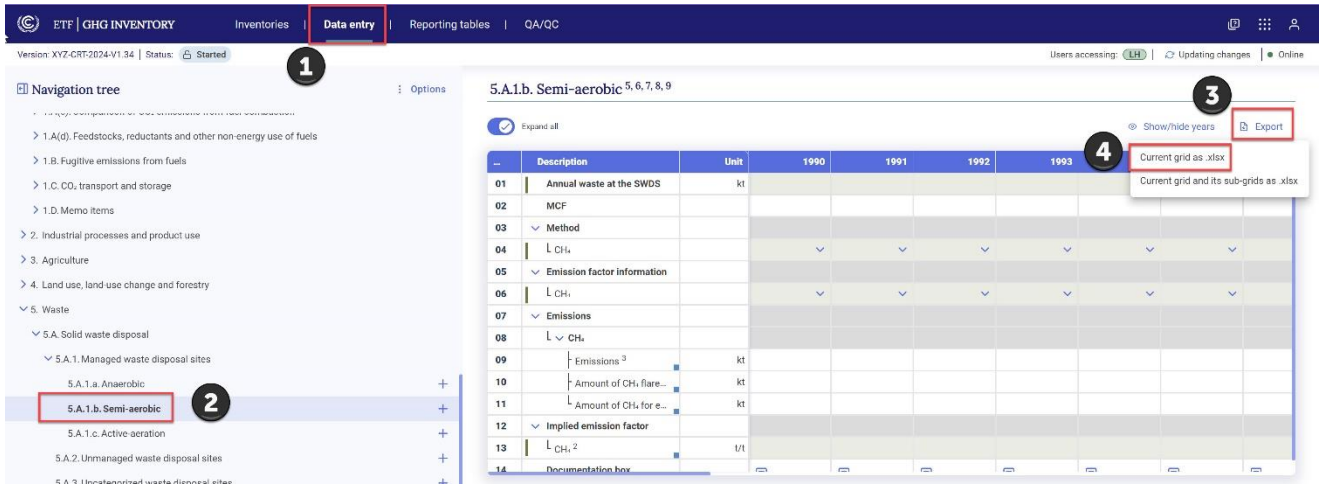 ETF | GHG INVENTORY Inventories | Data entry | Reporting tables | QA/QC
Version: XYZ-CRT-2024-V1.34 | Status: Started
Users accessing: LH | Updating changes | Online
1
Navigation tree
Options
1.A(d). Feedstocks, reductants and other non-energy use of fuels
1.B. Fugitive emissions from fuels
1.C. CO₂ transport and storage
1.D. Memo items
2. Industrial processes and product use
3. Agriculture
4. Land use, land-use change and forestry
5. Waste
5.A. Solid waste disposal
5.A.1. Managed waste disposal sites
5.A.1.a. Anaerobic
5.A.1.b. Semi-aerobic
2
5.A.1.c. Active-aeration
5.A.2. Unmanaged waste disposal sites
5.A.3. Uncategorized waste disposal sites
5.A.1.b. Semi-aerobic 5, 6, 7, 8, 9
3
Expand all
Show/hide years
Export
4
Current grid as .xlsx
Current grid and its sub-grids as .xlsx
... Description Unit 1990 1991 1992 1993
01 Annual waste at the SWDS kt
02 MCF
03 Method
04 CH₄
05 Emission factor information
06 CH₄
07 Emissions
08 CH₄
09 Emissions 3 kt
10 Amount of CH₄ flare... kt
11 Amount of CH₄ for e... kt
12 Implied emission factor
13 CH₄ 2 t/t
14 Documentation box